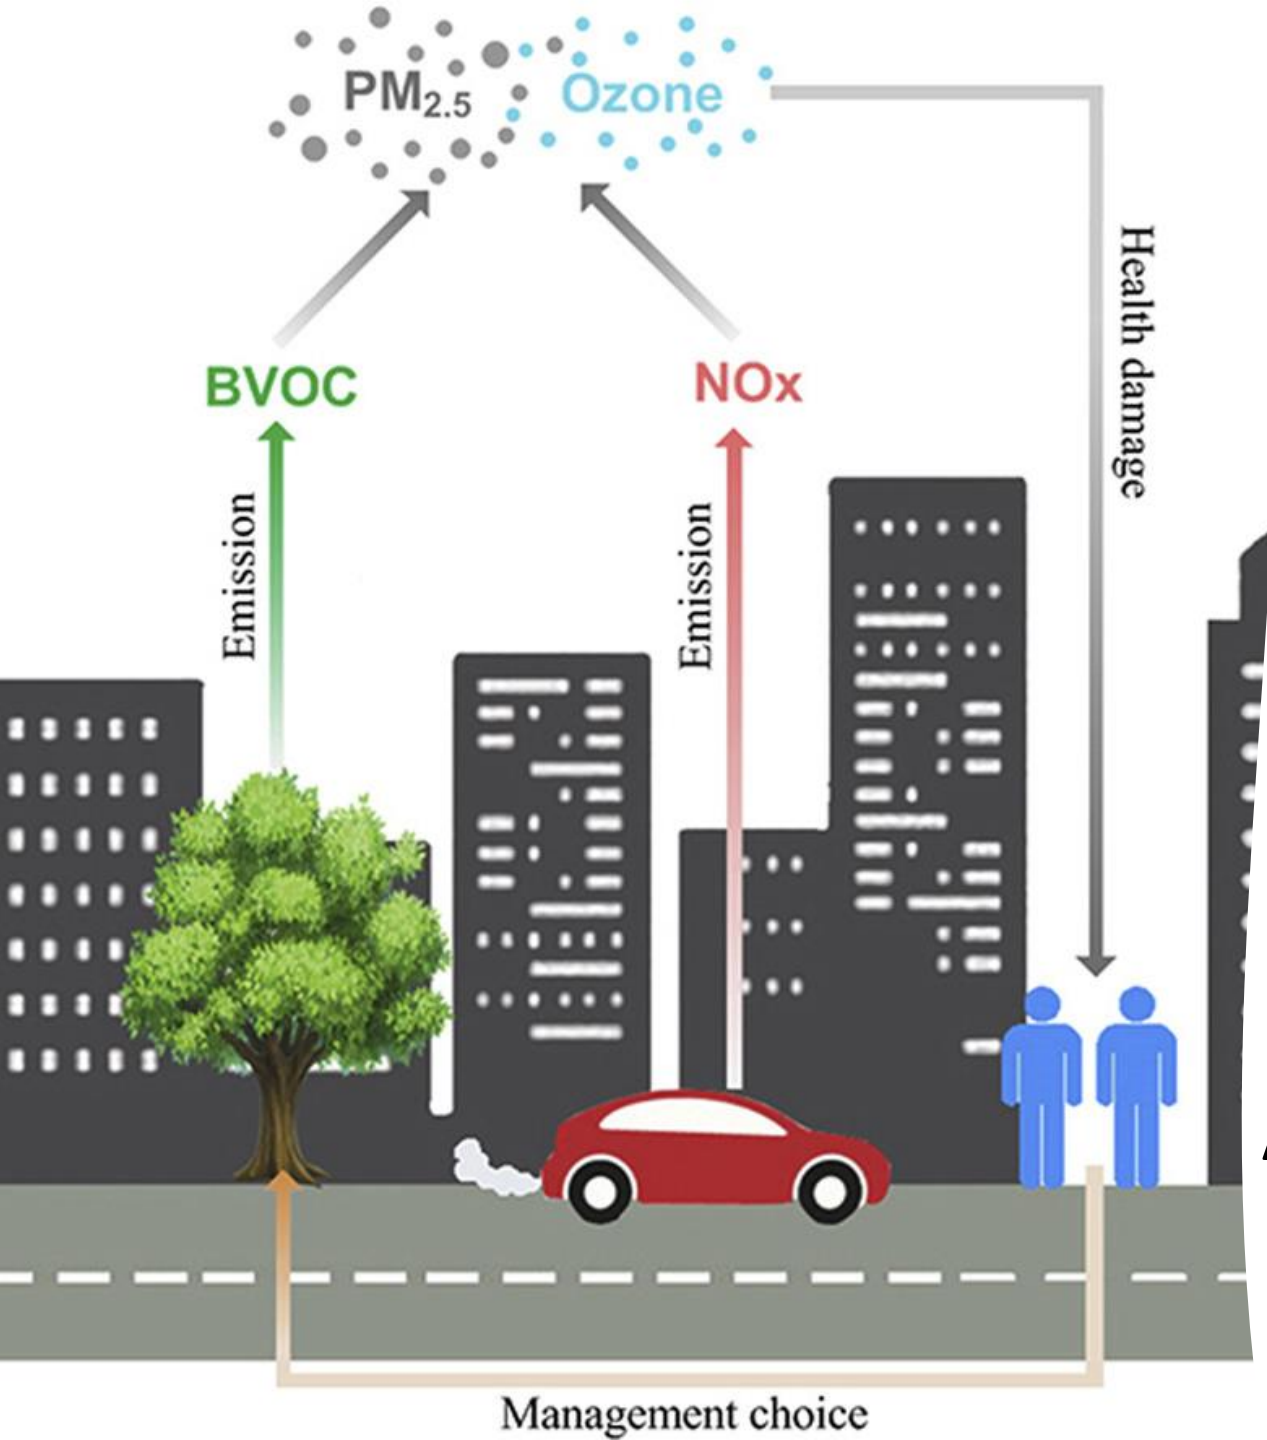 PM2.5
Ozone
Health damage
BVOC
NOx
Emission
Emission
Management choice